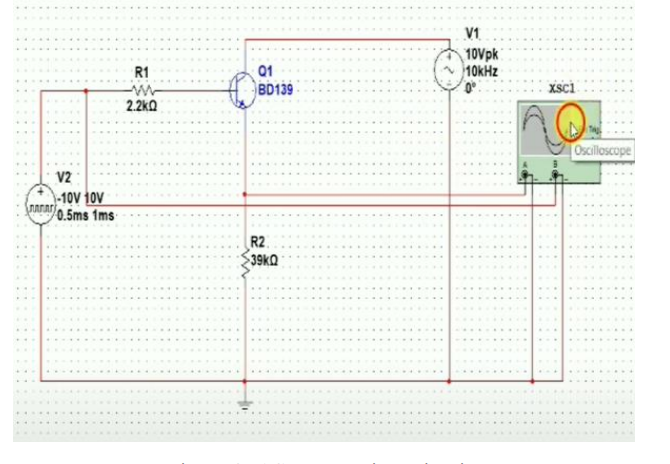 V1
10Vpk
10kHz
0°
Q1
BD139
R1
2.2kΩ
XSC1
Oscilloscope
A
B
V2
-10V 10V
0.5ms 1ms
R2
39kΩ